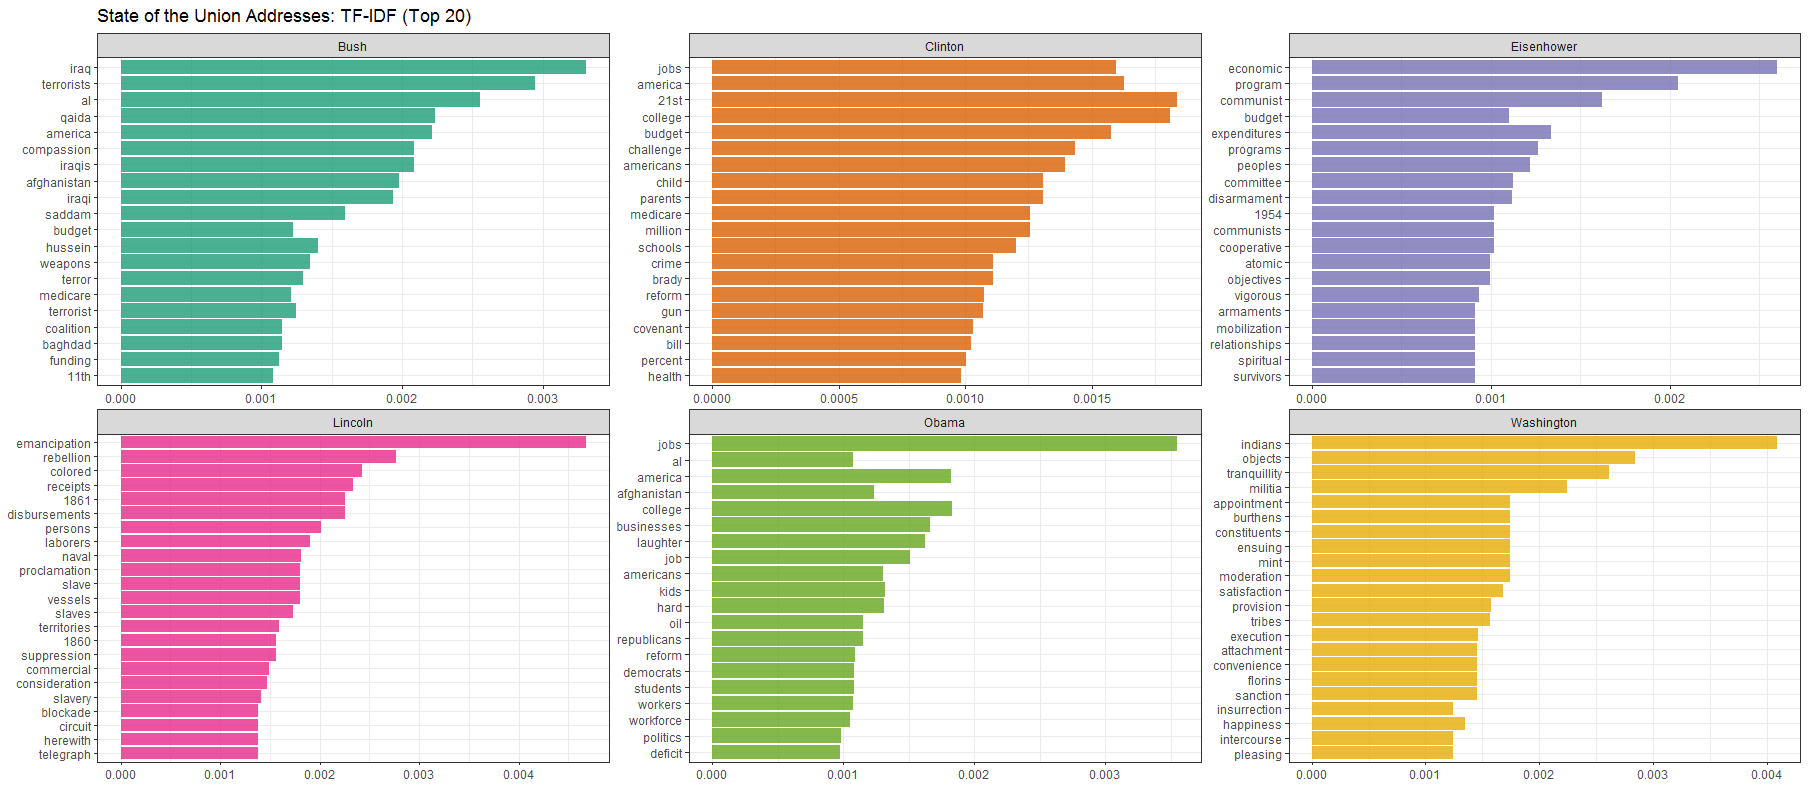 State of the Union Addresses: TF-IDF (Top 20)
Bush
iraq
terrorists
al
qaida
america
compassion
iraqis
afghanistan
iraqi
saddam
budget
hussein
weapons
terror
medicare
terrorist
coalition
baghdad
funding
11th
0.000 0.001 0.002 0.003
Clinton
jobs
america
21st
college
budget
challenge
americans
child
parents
medicare
million
schools
crime
brady
reform
gun
covenant
bill
percent
health
0.0000 0.0005 0.0010 0.0015
Eisenhower
economic
program
communist
budget
expenditures
programs
peoples
committee
disarmament
1954
communists
cooperative
atomic
objectives
vigorous
armaments
mobilization
relationships
spiritual
survivors
0.000 0.001 0.002
Lincoln
emancipation
rebellion
colored
receipts
1861
disbursements
persons
laborers
naval
proclamation
slave
vessels
slaves
territories
1860
suppression
commercial
consideration
slavery
blockade
circuit
herewith
telegraph
0.000 0.001 0.002 0.003 0.004
Obama
jobs
al
america
afghanistan
college
businesses
laughter
job
americans
kids
hard
oil
republicans
reform
democrats
students
workers
workforce
politics
deficit
0.000 0.001 0.002 0.003
Washington
indians
objects
tranquillity
militia
appointment
burthens
constituents
ensuing
mint
moderation
satisfaction
provision
tribes
execution
attachment
convenience
florins
sanction
insurrection
happiness
intercourse
pleasing
0.000 0.001 0.002 0.003 0.004